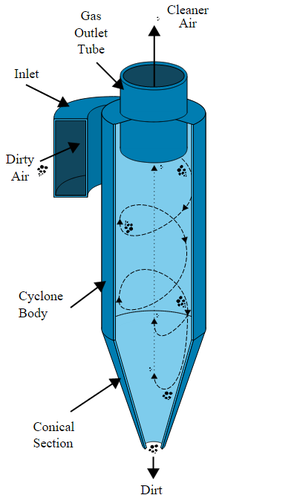 Cleaner
Air
Gas
Outlet
Tube
Inlet
Dirty
Air
Cyclone
Body
Conical
Section
Dirt